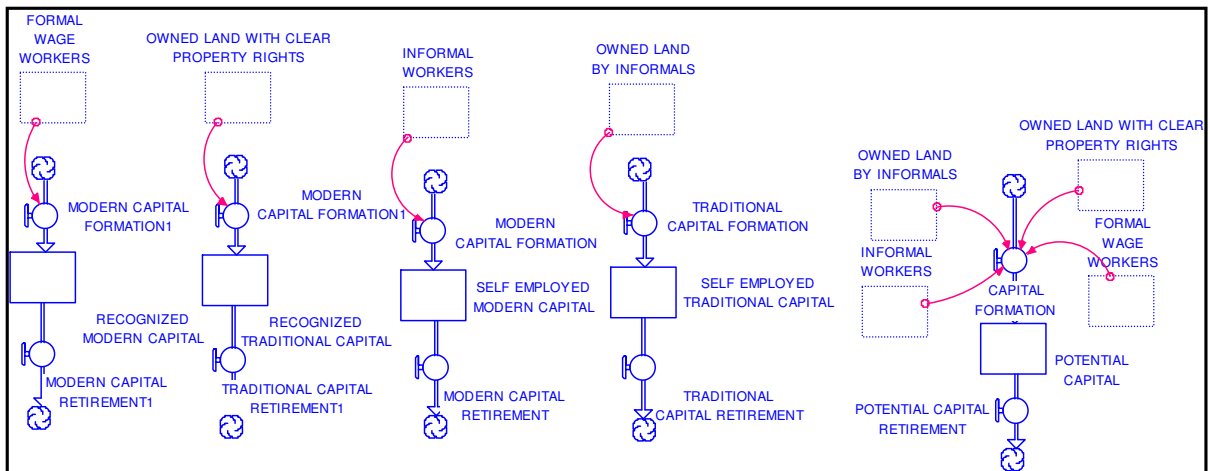 FORMAL
WAGE
WORKERS
OWNED LAND WITH CLEAR
PROPERTY RIGHTS
INFORMAL
WORKERS
OWNED LAND
BY INFORMALS
MODERN CAPITAL
FORMATION1
MODERN
CAPITAL FORMATION1
MODERN
CAPITAL FORMATION
TRADITIONAL
CAPITAL FORMATION
RECOGNIZED
MODERN CAPITAL
RECOGNIZED
TRADITIONAL CAPITAL
SELF EMPLOYED
MODERN CAPITAL
SELF EMPLOYED
TRADITIONAL CAPITAL
MODERN CAPITAL
RETIREMENT1
TRADITIONAL CAPITAL
RETIREMENT1
MODERN CAPITAL
RETIREMENT
TRADITIONAL
CAPITAL RETIREMENT
OWNED LAND WITH CLEAR
PROPERTY RIGHTS
OWNED LAND
BY INFORMALS
FORMAL
WAGE
WORKERS
INFORMAL
WORKERS
CAPITAL
FORMATION
POTENTIAL
CAPITAL
POTENTIAL CAPITAL
RETIREMENT